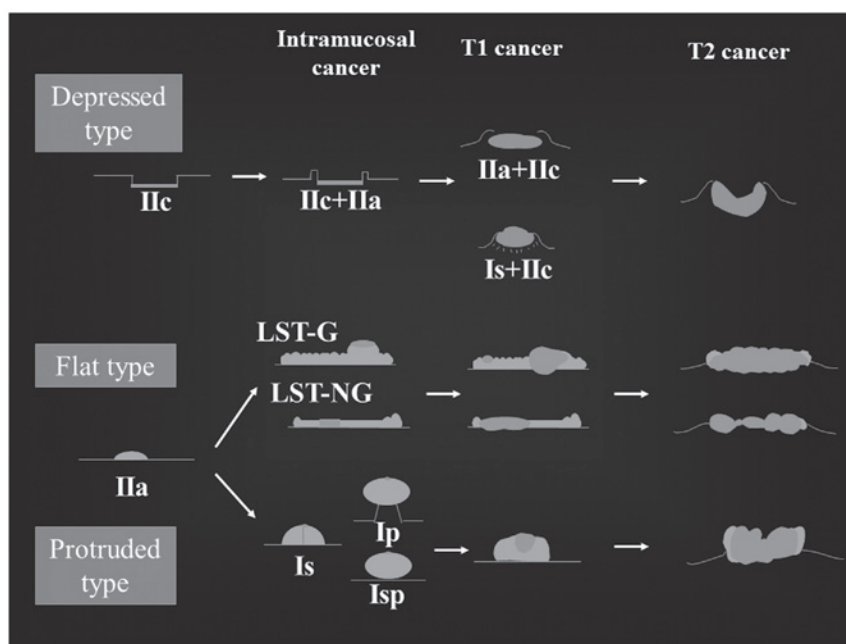 Intramucosal
cancer
T1 cancer
T2 cancer
Depressed
type
IIc
IIc+IIa
IIa+IIc
Is+IIc
Flat type
LST-G
LST-NG
IIa
Protruded
type
Is
Ip
Isp